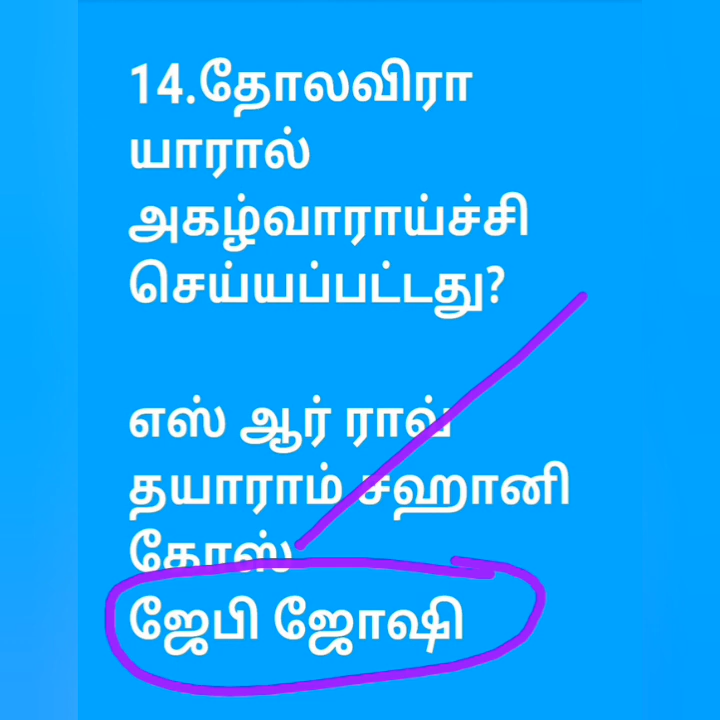 14.தோலவிரா
யாரால்
அகழ்வாராய்ச்சி
செய்யப்பட்டது?
எஸ் ஆர் ராவ்
தயாராம் சஹானி
கோஸ்
ஜேபி ஜோஷி